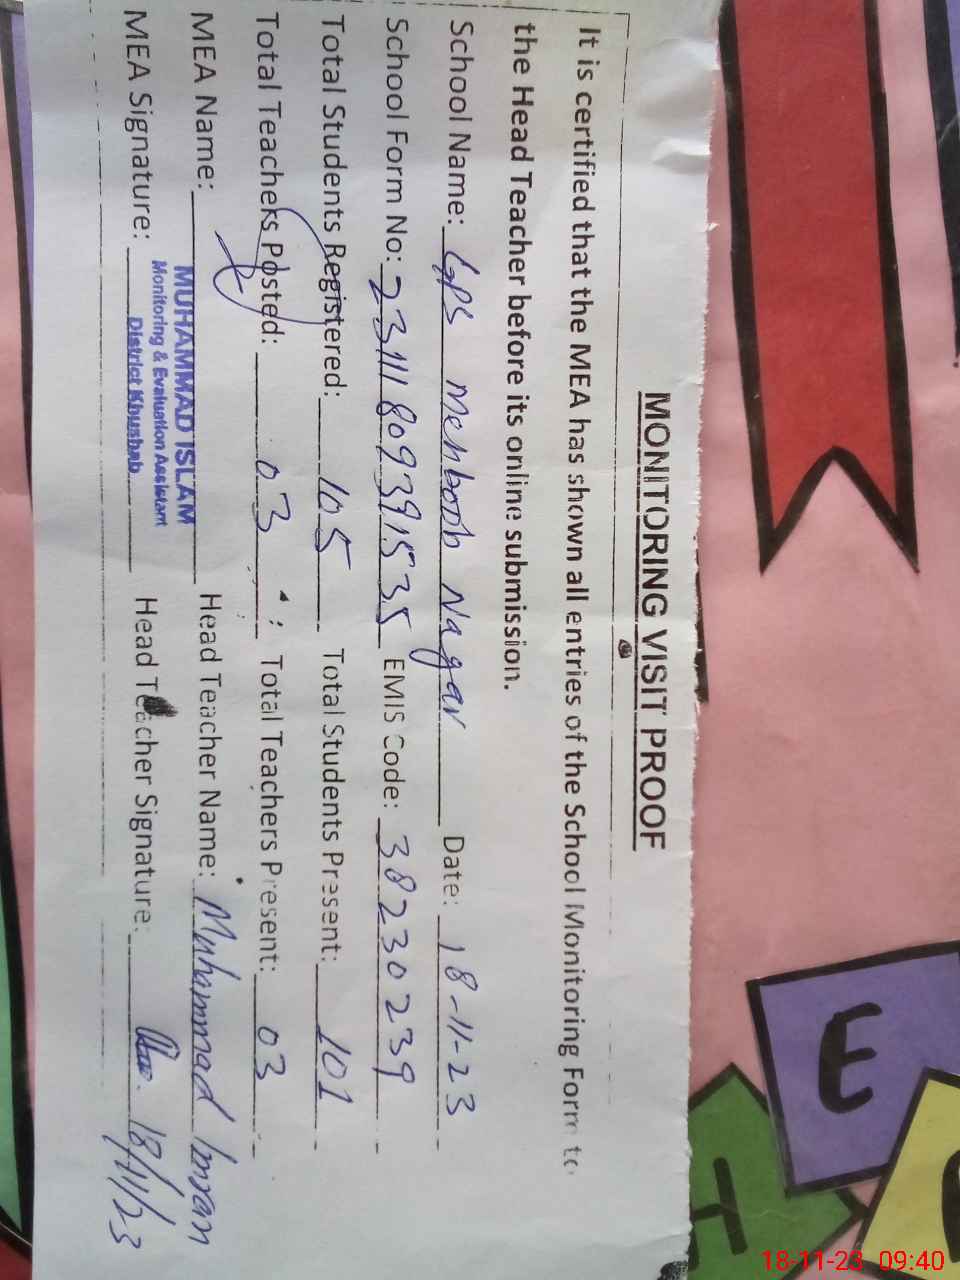 MONITORING VISIT PROOF
It is certified that the MEA has shown all entries of the School Monitoring Form to
the Head Teacher before its online submission.
School Name: GPS Mehboob Nagar Date: 18-11-23
School Form No: 23111809391535 EMIS Code: 38230239
Total Students Registered: 105 Total Students Present: 101
Total Teachers Posted: 03 Total Teachers Present: 03
MEA Name: MUHAMMAD ISLAM Head Teacher Name: Muhammad Imran
Monitoring & Evaluation Assistant
MEA Signature: District Khushab Head Teacher Signature: 18/11/23
E
H
18-11-23 09:40